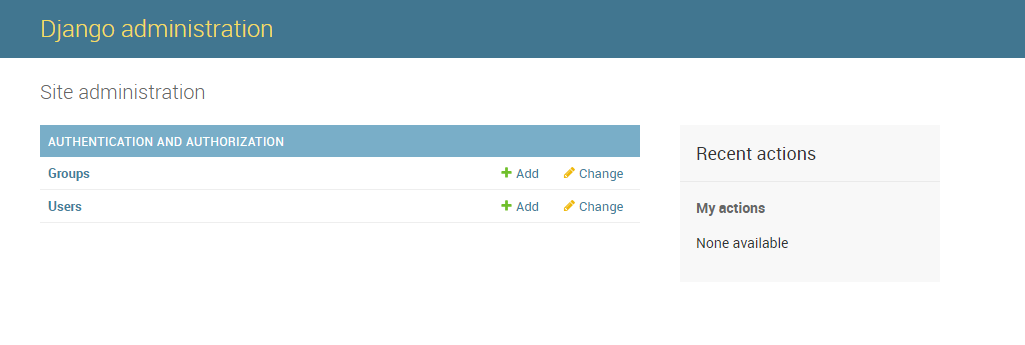 Django administration
Site administration
AUTHENTICATION AND AUTHORIZATION
Groups Add Change
Users Add Change
Recent actions
My actions
None available